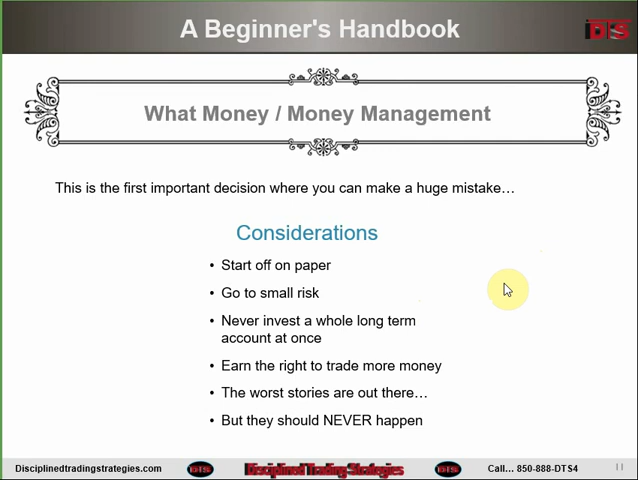 A Beginner's Handbook
DTS
What Money / Money Management
This is the first important decision where you can make a huge mistake…
Considerations
• Start off on paper
• Go to small risk
• Never invest a whole long term
account at once
• Earn the right to trade more money
• The worst stories are out there…
• But they should NEVER happen
Disciplinedtradingstrategies.com DTS Disciplined Trading Strategies DTS Call… 850-888-DTS4 11